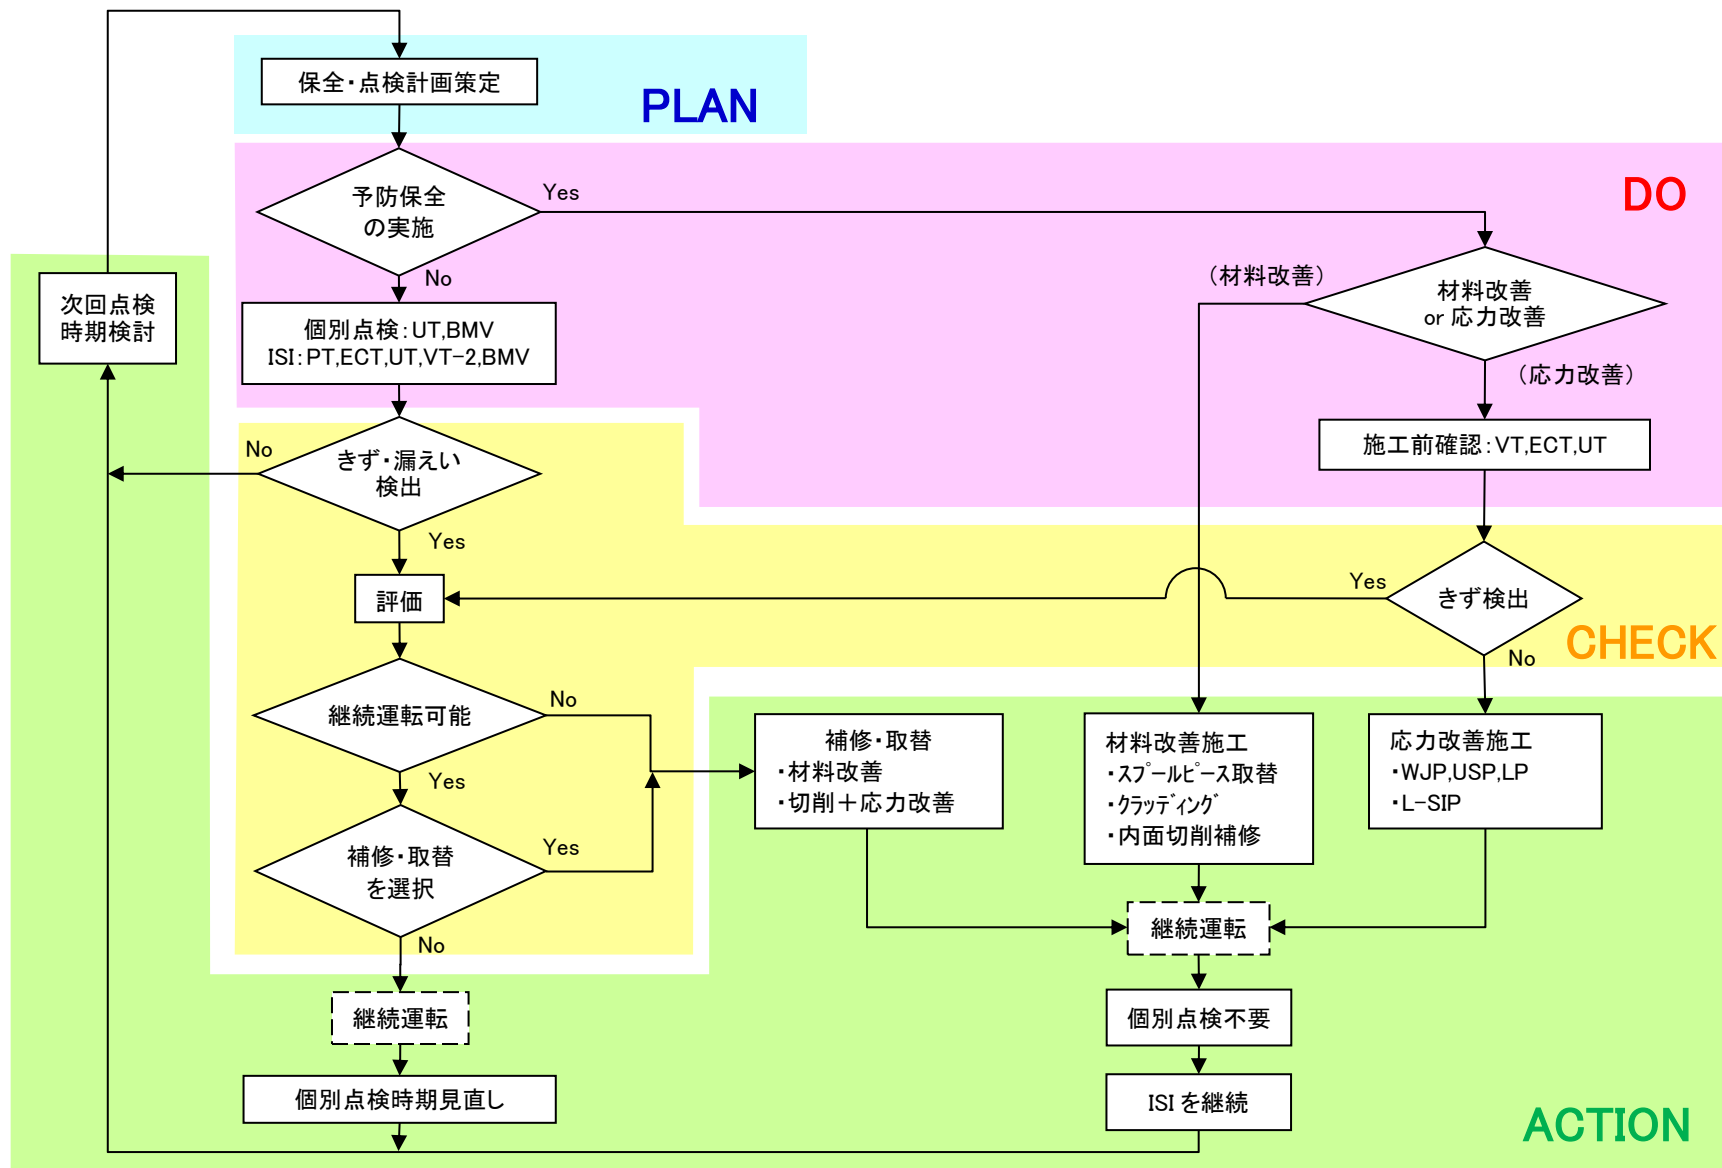 保全・点検計画策定
PLAN
予防保全
の実施
Yes
No
DO
（材料改善）
材料改善
or 応力改善
（応力改善）
次回点検
時期検討
個別点検：UT,BMV
ISI：PT,ECT,UT,VT-2,BMV
施工前確認：VT,ECT,UT
No
きず・漏えい
検出
Yes
評価
Yes
きず検出
No
CHECK
継続運転可能
No
Yes
補修・取替
を選択
Yes
No
補修・取替
・材料改善
・切削＋応力改善
材料改善施工
・ｽﾌﾟｰﾙﾋﾟｰｽ取替
・ｸﾗｯﾃﾞｨﾝｸﾞ
・内面切削補修
応力改善施工
・WJP,USP,LP
・L-SIP
継続運転
個別点検不要
ISI を継続
継続運転
個別点検時期見直し
ACTION